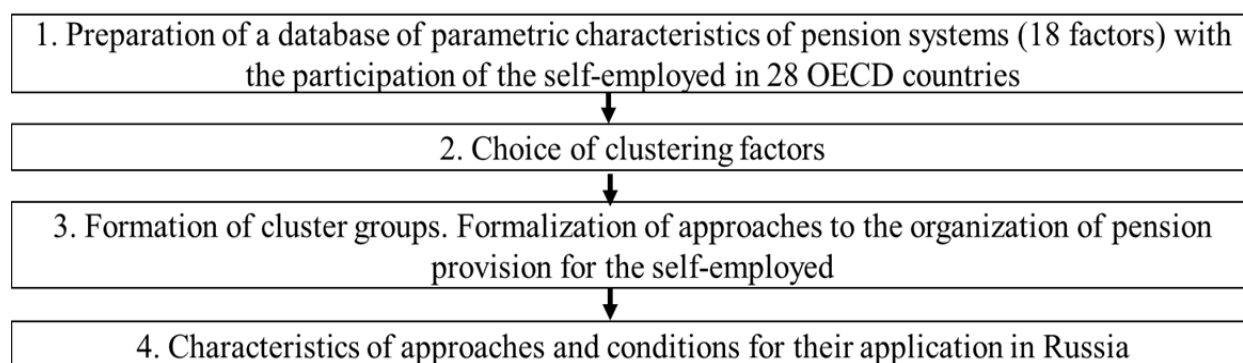 1. Preparation of a database of parametric characteristics of pension systems (18 factors) with
the participation of the self-employed in 28 OECD countries
2. Choice of clustering factors
3. Formation of cluster groups. Formalization of approaches to the organization of pension
provision for the self-employed
4. Characteristics of approaches and conditions for their application in Russia